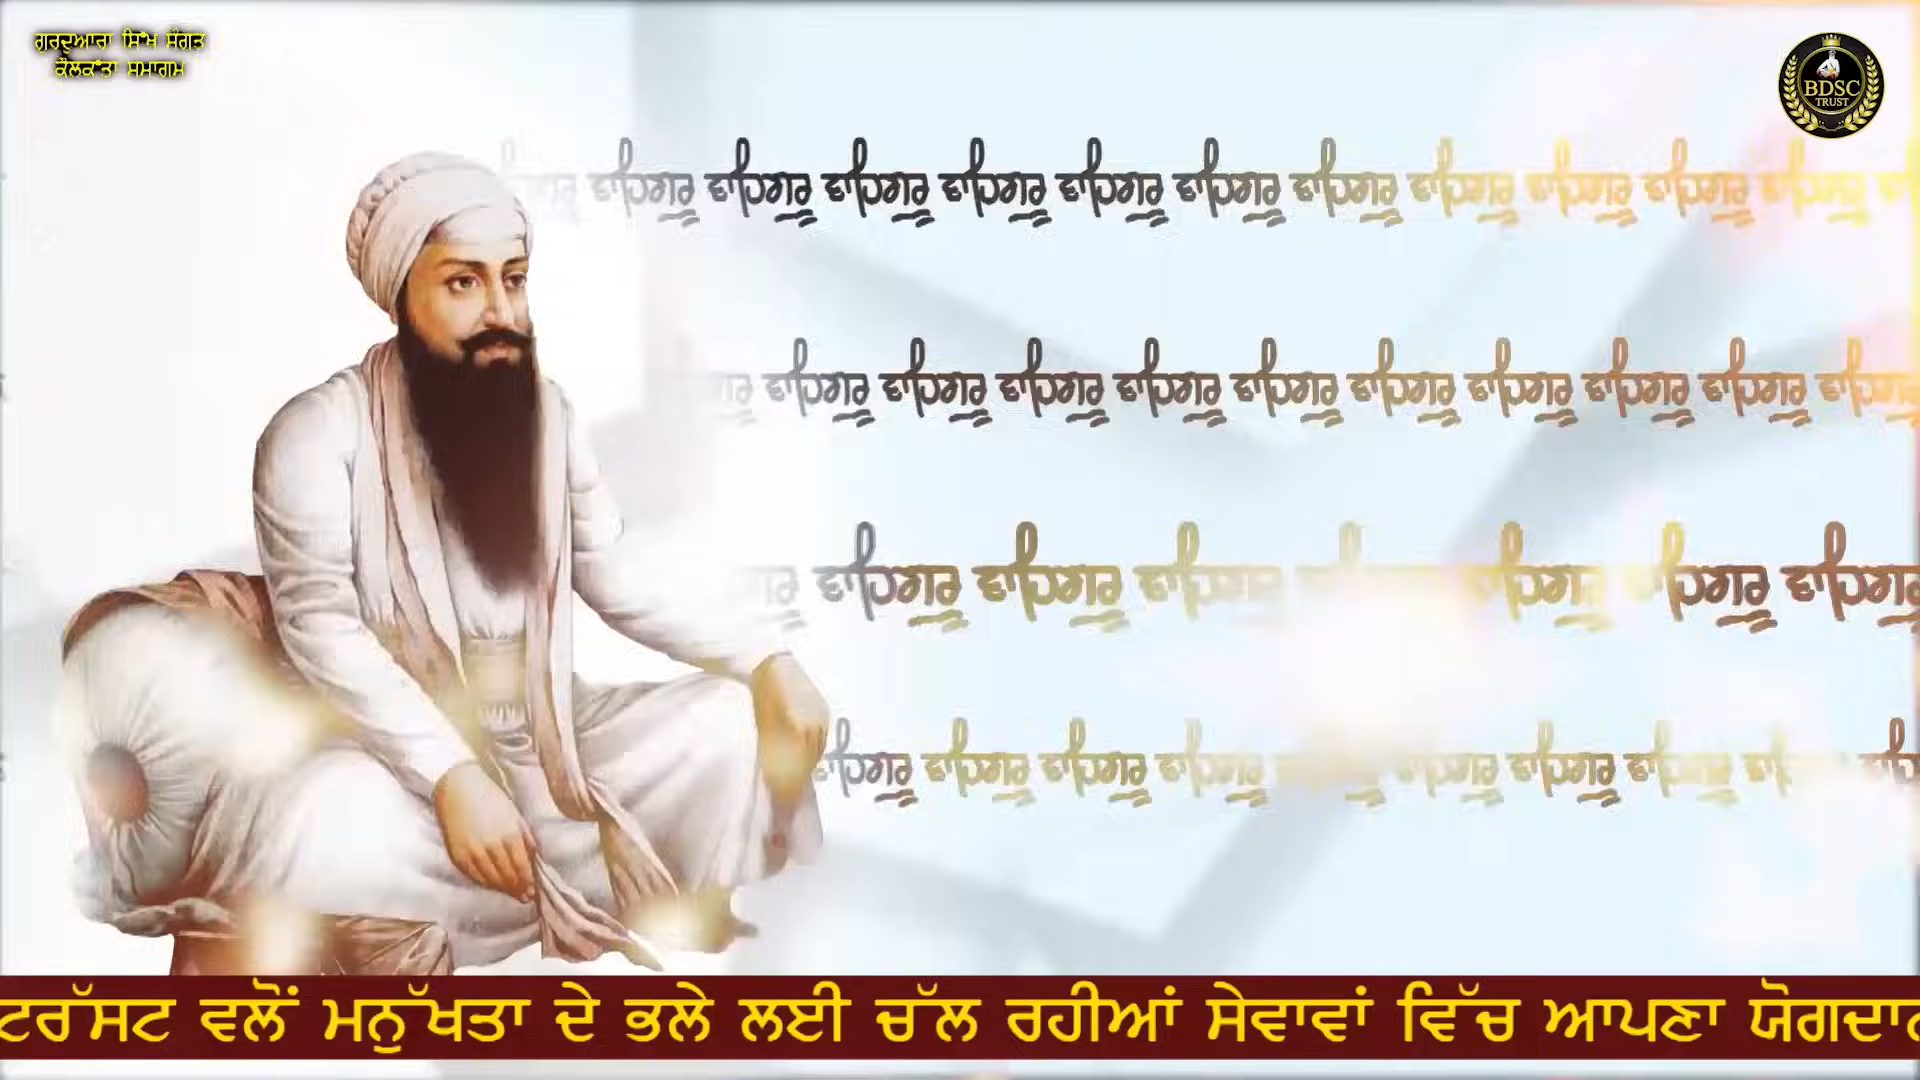 ਗੁਰਦੁਆਰਾ ਸਿੱਖ ਸੰਗਤ
ਕੌਲਕੱਤਾ ਸਮਾਗਮ
BDSC
TRUST
ਵਾਹਿਗੁਰੂ ਵਾਹਿਗੁਰੂ ਵਾਹਿਗੁਰੂ ਵਾਹਿਗੁਰੂ ਵਾਹਿਗੁਰੂ ਵਾਹਿਗੁਰੂ ਵਾਹਿਗੁਰੂ ਵਾਹਿਗੁਰੂ ਵਾਹਿਗੁਰੂ ਵਾਹਿਗੁਰੂ ਵਾਹਿਗੁਰੂ
ਵਾਹਿਗੁਰੂ ਵਾਹਿਗੁਰੂ ਵਾਹਿਗੁਰੂ ਵਾਹਿਗੁਰੂ ਵਾਹਿਗੁਰੂ ਵਾਹਿਗੁਰੂ ਵਾਹਿਗੁਰੂ ਵਾਹਿਗੁਰੂ ਵਾਹਿਗੁਰੂ
ਵਾਹਿਗੁਰੂ ਵਾਹਿਗੁਰੂ ਵਾਹਿਗੁਰੂ ਵਾਹਿਗੁਰੂ ਵਾਹਿਗੁਰੂ ਵਾਹਿਗੁਰੂ
ਵਾਹਿਗੁਰੂ ਵਾਹਿਗੁਰੂ ਵਾਹਿਗੁਰੂ ਵਾਹਿਗੁਰੂ ਵਾਹਿਗੁਰੂ ਵਾਹਿਗੁਰੂ ਵਾਹਿਗੁਰੂ ਵਾਹਿਗੁਰੂ
ਟਰੱਸਟ ਵਲੋਂ ਮਨੁੱਖਤਾ ਦੇ ਭਲੇ ਲਈ ਚੱਲ ਰਹੀਆਂ ਸੇਵਾਵਾਂ ਵਿੱਚ ਆਪਣਾ